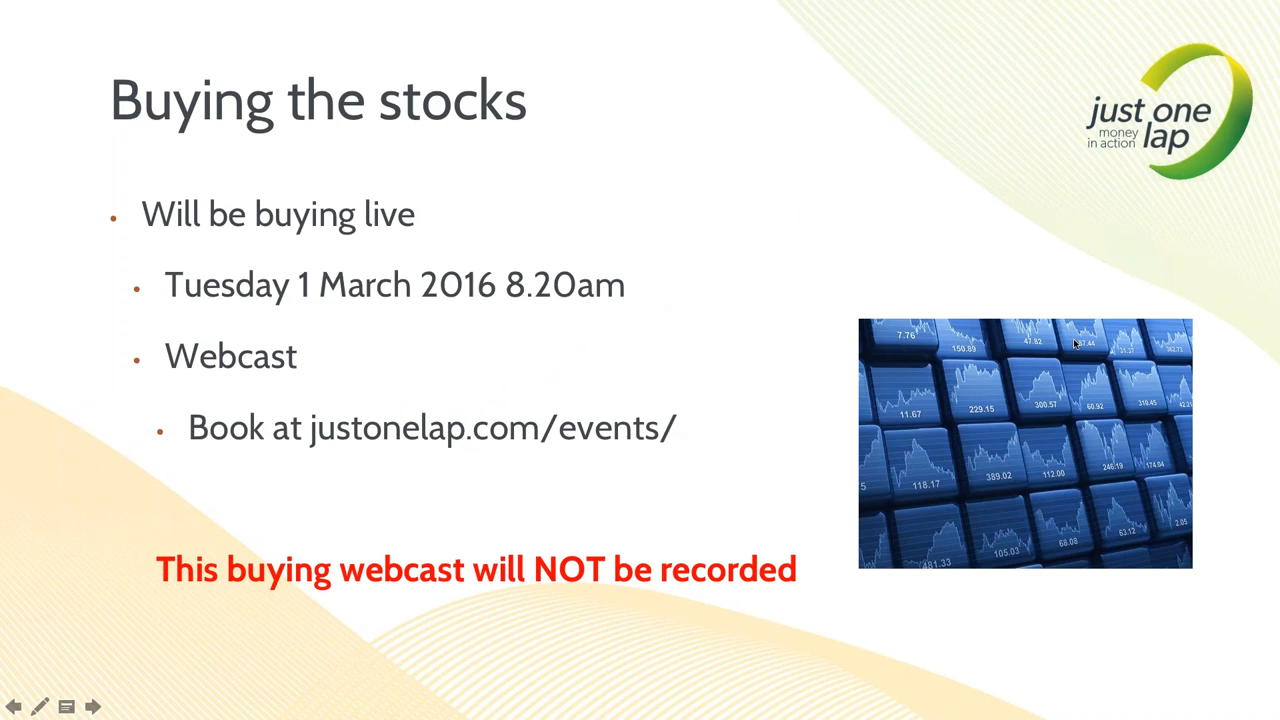 Buying the stocks
just one
money
in action lap
• Will be buying live
• Tuesday 1 March 2016 8.20am
• Webcast
• Book at justonelap.com/events/
This buying webcast will NOT be recorded
7.76
150.89
47.82
11.67
229.15
300.57
60.92
310.45
118.17
389.02
112.00
246.19
174.04
105.03
68.08
63.12
2.05
481.33